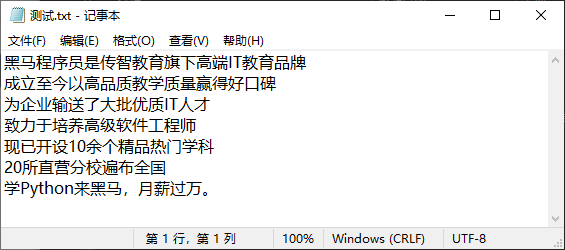 测试.txt - 记事本
文件(F) 编辑(E) 格式(O) 查看(V) 帮助(H)
黑马程序员是传智教育旗下高端IT教育品牌
成立至今以高品质教学质量赢得好口碑
为企业输送了大批优质IT人才
致力于培养高级软件工程师
现已开设10余个精品热门学科
20所直营分校遍布全国
学Python来黑马，月薪过万。
第 1 行，第 1 列 100% Windows (CRLF) UTF-8